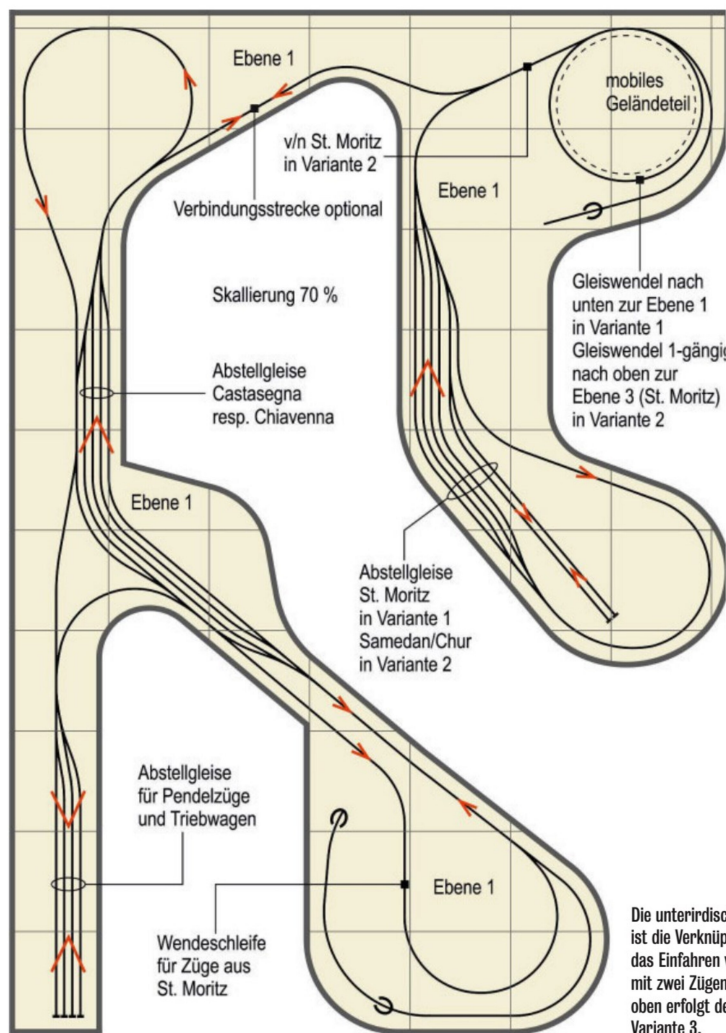 Ebene 1
mobiles
Geländeteil
v/n St. Moritz
in Variante 2
Ebene 1
Verbindungsstrecke optional
Skallierung 70 %
Gleiswendel nach
unten zur Ebene 1
in Variante 1
Gleiswendel 1-gängig
nach oben zur
Ebene 3 (St. Moritz)
in Variante 2
Abstellgleise
Castasegna
resp. Chiavenna
Ebene 1
Abstellgleise
St. Moritz
in Variante 1
Samedan/Chur
in Variante 2
Abstellgleise
für Pendelzüge
und Triebwagen
Ebene 1
Wendeschleife
für Züge aus
St. Moritz
Die
ist die
das Einfahren
mit zwei Zügen
oben erfolgt
Variante 3.